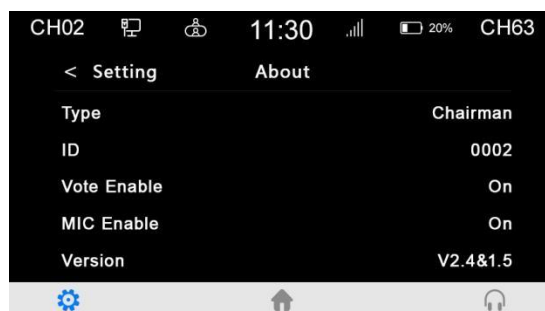 CH02 11:30 20% CH63
< Setting About
Type Chairman
ID 0002
Vote Enable On
MIC Enable On
Version V2.4&1.5